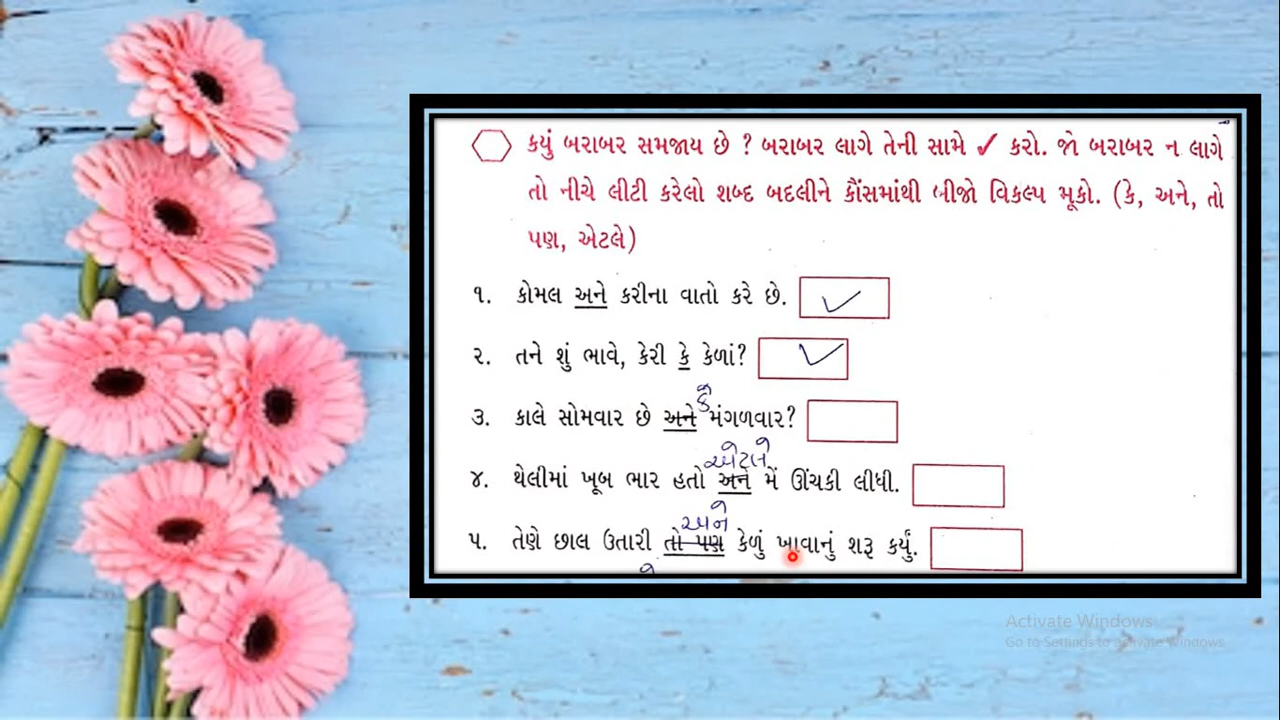 કયું બરાબર સમજાય છે ? બરાબર લાગે તેની સામે ✓ કરો. જો બરાબર ન લાગે
તો નીચે લીટી કરેલો શબ્દ બદલીને કૌંસમાંથી બીજો વિકલ્પ મૂકો. (કે, અને, તો
પણ, એટલે)
૧. કોમલ અને કરીના વાતો કરે છે. ✓
૨. તને શું ભાવે, કેરી કે કેળાં? ✓
કે
૩. કાલે સોમવાર છે અને મંગળવાર?
એટલે
૪. થેલીમાં ખૂબ ભાર હતો અને મેં ઊંચકી લીધી.
અને
૫. તેણે છાલ ઉતારી તો પણ કેળું ખાવાનું શરૂ કર્યું.
Activate Windows
Go to Settings to activate Windows.